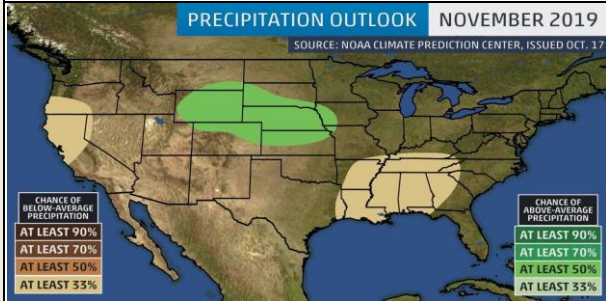 PRECIPITATION OUTLOOK NOVEMBER 2019
SOURCE: NOAA CLIMATE PREDICTION CENTER, ISSUED OCT. 17
CHANCE OF
BELOW-AVERAGE
PRECIPITATION
AT LEAST 90%
AT LEAST 70%
AT LEAST 50%
AT LEAST 33%
CHANCE OF
ABOVE-AVERAGE
PRECIPITATION
AT LEAST 90%
AT LEAST 70%
AT LEAST 50%
AT LEAST 33%